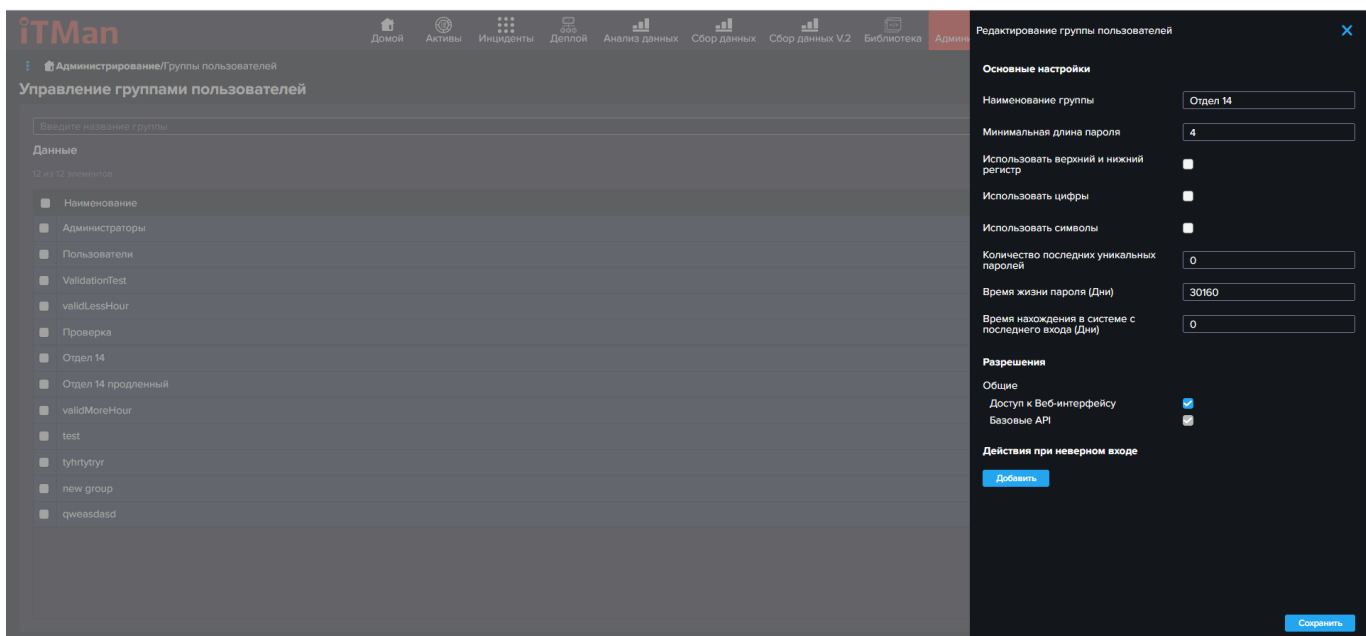 iTMan
Домой Активы Инциденты Деплой Анализ данных Сбор данных Сбор данных V.2 Библиотека Админи
Администрирование/Группы пользователей
Управление группами пользователей
Введите название группы
Данные
12 из 12 элементов
Наименование
Администраторы
Пользователи
ValidationTest
validLessHour
Проверка
Отдел 14
Отдел 14 продленный
validMoreHour
test
tyhrtytryr
new group
qweasdasd
Редактирование группы пользователей
Основные настройки
Наименование группы Отдел 14
Минимальная длина пароля 4
Использовать верхний и нижний
регистр
Использовать цифры
Использовать символы
Количество последних уникальных
паролей 0
Время жизни пароля (Дни) 30160
Время нахождения в системе с
последнего входа (Дни) 0
Разрешения
Общие
Доступ к Веб-интерфейсу
Базовые API
Действия при неверном входе
Добавить
Сохранить